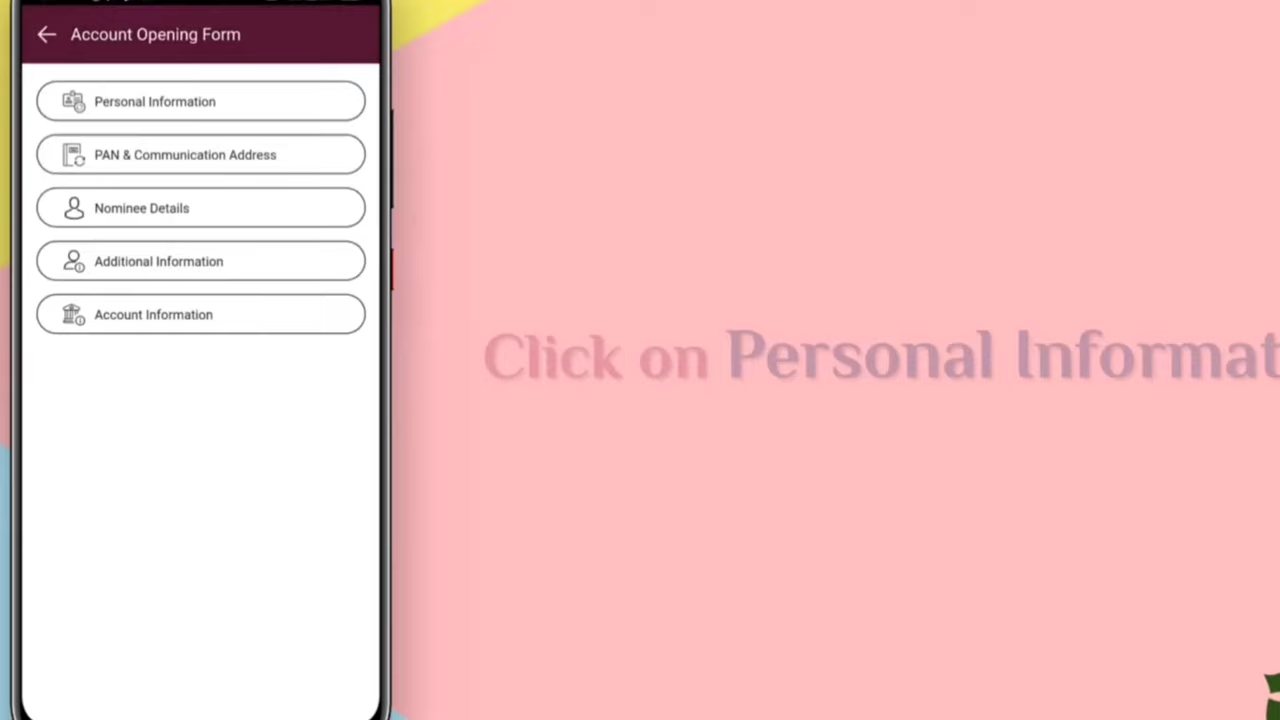 Account Opening Form
Personal Information
PAN & Communication Address
Nominee Details
Additional Information
Account Information
Click on Personal Informat